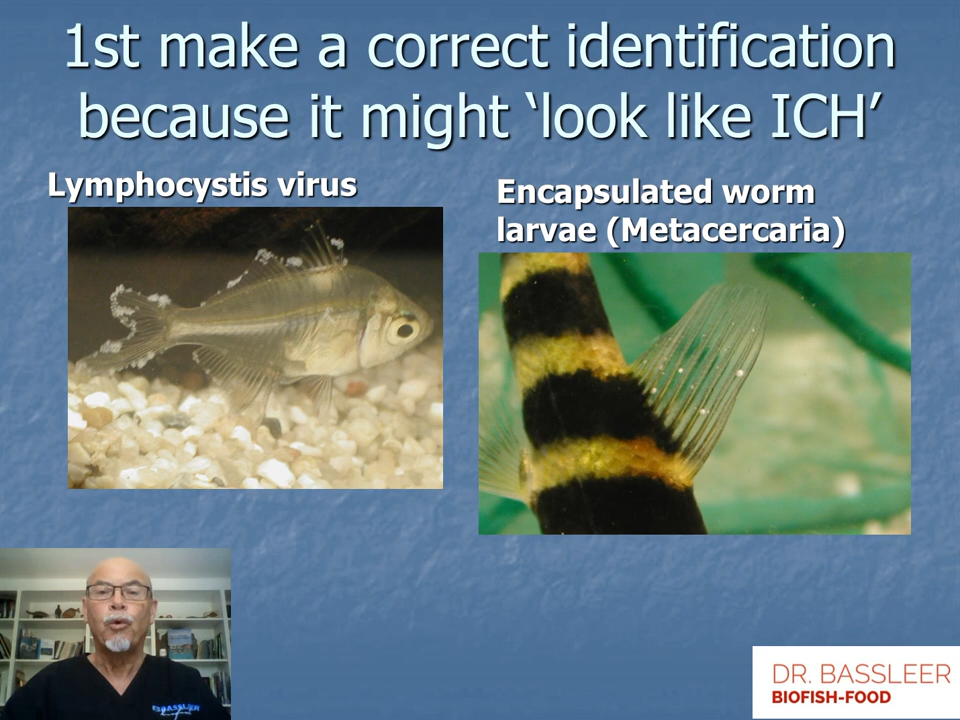 1st make a correct identification
because it might ‘look like ICH’
Lymphocystis virus
Encapsulated worm
larvae (Metacercaria)
BASSLEER
DR. BASSLEER
BIOFISH-FOOD